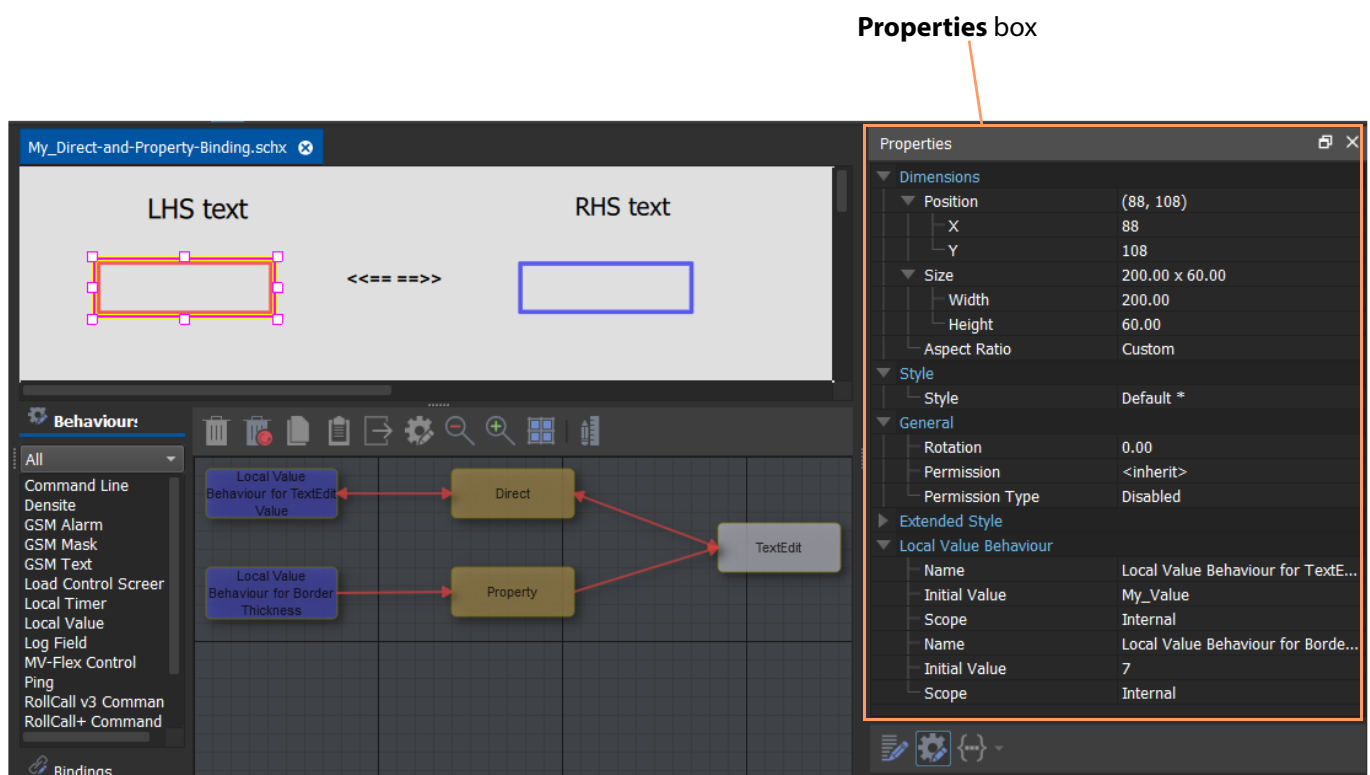 Properties box
My_Direct-and-Property-Binding.schx
LHS text
RHS text
<<== ==>>
Behaviours
All
Command Line
Densite
GSM Alarm
GSM Mask
GSM Text
Load Control Screen
Local Timer
Local Value
Log Field
MV-Flex Control
Ping
RollCall v3 Comman
RollCall+ Command
Bindings
Local Value
Behaviour for TextEdit
Value
Direct
TextEdit
Local Value
Behaviour for Border
Thickness
Property
Properties
Dimensions
Position (88, 108)
X 88
Y 108
Size 200.00 x 60.00
Width 200.00
Height 60.00
Aspect Ratio Custom
Style
Style Default *
General
Rotation 0.00
Permission <inherit>
Permission Type Disabled
Extended Style
Local Value Behaviour
Name Local Value Behaviour for TextE...
Initial Value My_Value
Scope Internal
Name Local Value Behaviour for Borde...
Initial Value 7
Scope Internal